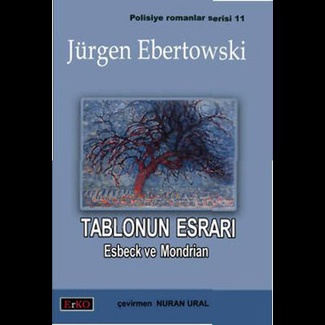 Polisiye romanlar serisi 11
Jürgen Ebertowski
TABLONUN ESRARI
Esbeck ve Mondrian
ErKO
çevirmen NURAN URAL